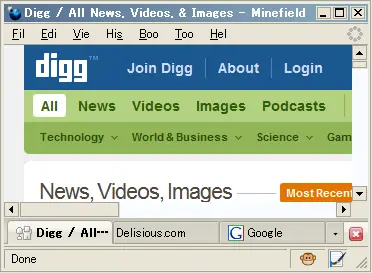 Digg / All News, Videos, & Images - Minefield
Fil Edi Vie His Boo Too Hel
digg™ Join Digg About Login
All News Videos Images Podcasts
Technology World & Business Science Gam
News, Videos, Images Most Recent
Digg / All⋯ Delisious.com Google
Done